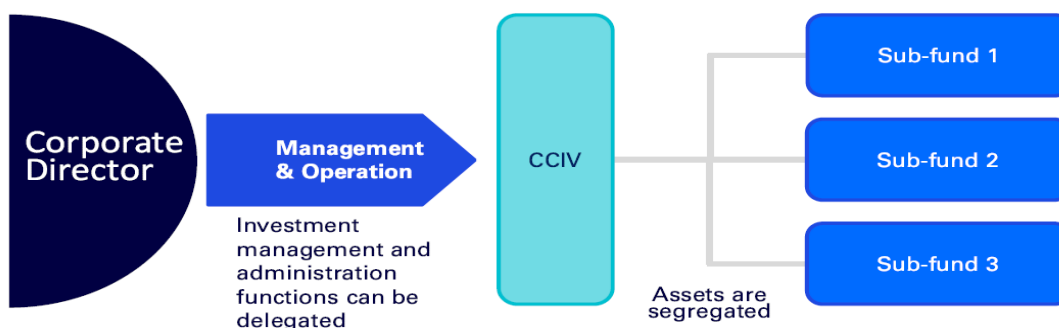 Corporate
Director
Management
& Operation
Investment
management and
administration
functions can be
delegated
CCIV
Assets are
segregated
Sub-fund 1
Sub-fund 2
Sub-fund 3